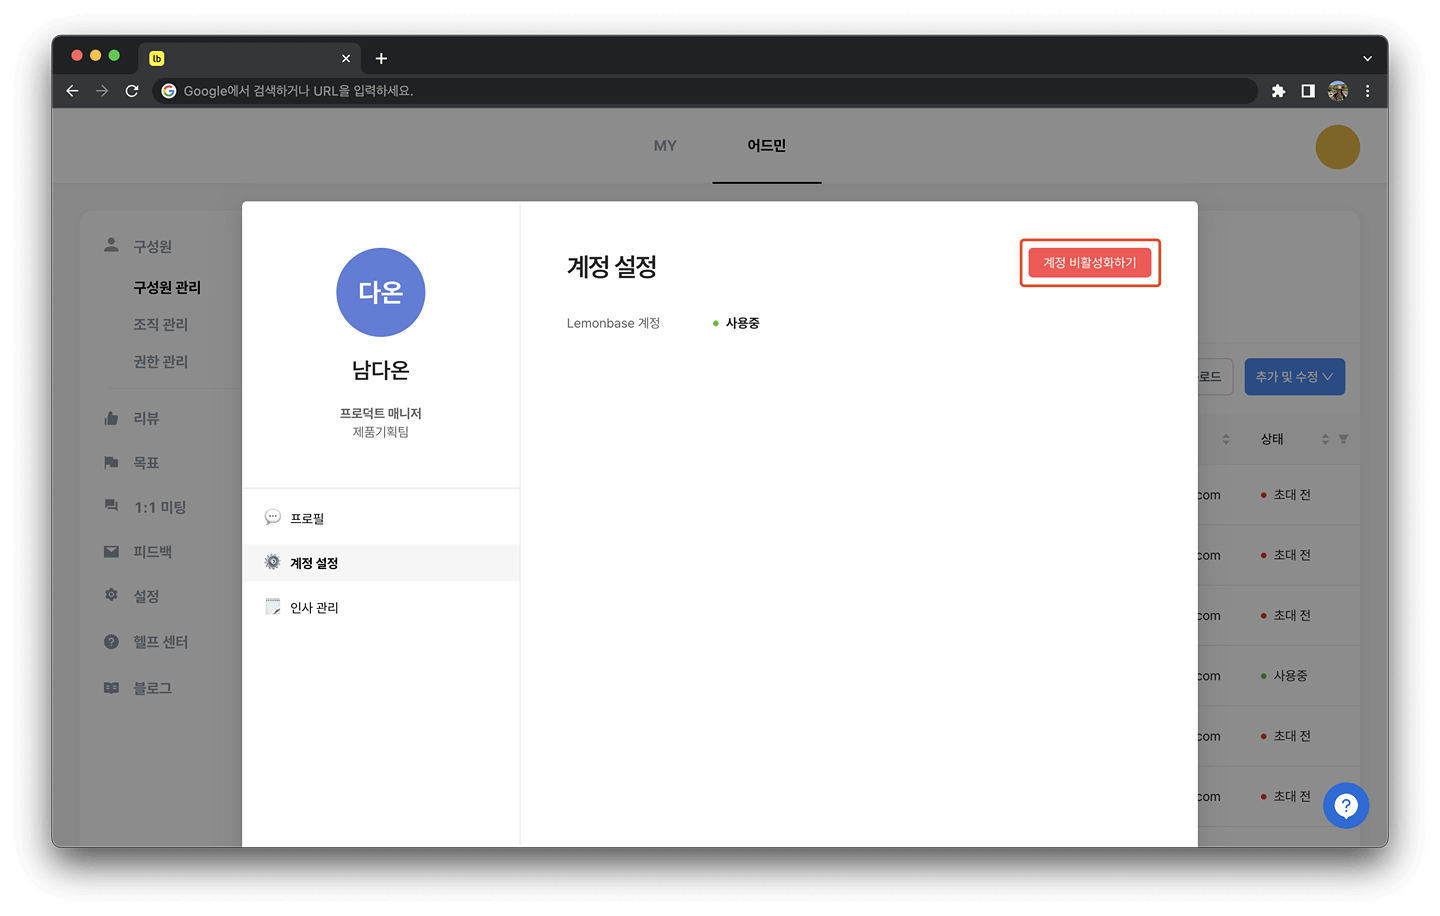 lb
Google에서 검색하거나 URL을 입력하세요.
MY
어드민
구성원
구성원 관리
조직 관리
권한 관리
리뷰
목표
1:1 미팅
피드백
설정
헬프 센터
블로그
다온
남다온
프로덕트 매니저
제품기획팀
프로필
계정 설정
인사 관리
계정 설정
계정 비활성화하기
Lemonbase 계정
사용중
로드
추가 및 수정
상태
com
초대 전
com
초대 전
com
초대 전
com
사용중
com
초대 전
com
초대 전